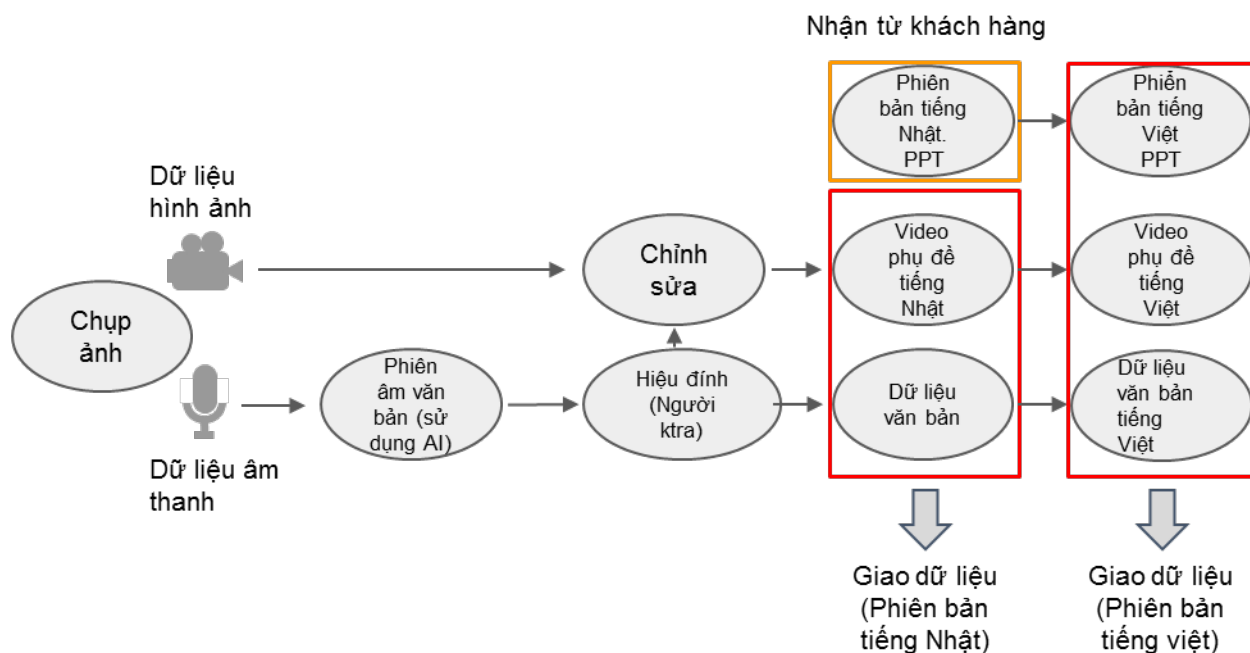 Nhận từ khách hàng
Phiên
bản tiếng
Nhật.
PPT
Phiển
bản tiếng
Việt
PPT
Dữ liệu
hình ảnh
Chỉnh
sửa
Video
phụ đề
tiếng
Nhật
Video
phụ đề
tiếng
Việt
Chụp
ảnh
Phiên
âm văn
bản (sử
dụng AI)
Hiệu đính
(Người
ktra)
Dữ liệu
văn bản
Dữ liệu
văn bản
tiếng
Việt
Dữ liệu âm
thanh
Giao dữ liệu
(Phiên bản
tiếng Nhật)
Giao dữ liệu
(Phiên bản
tiếng việt)